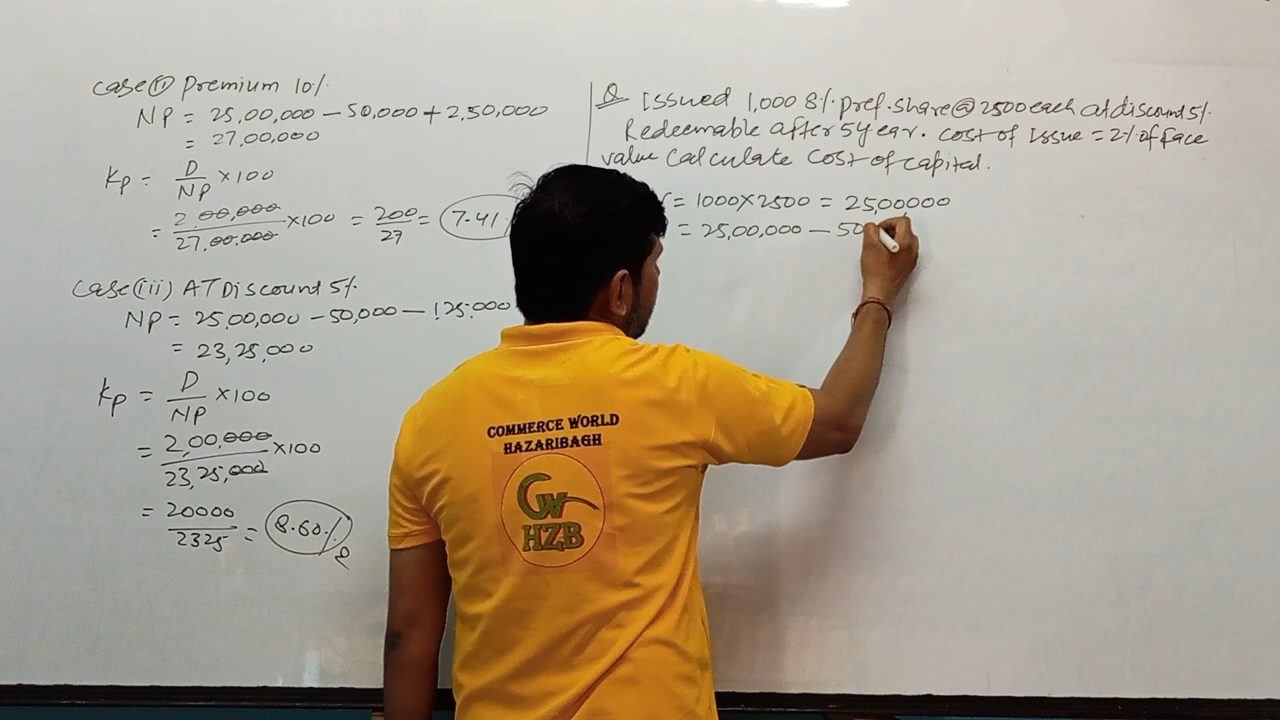 Case (ii) Premium 10%
NP = 25,00,000 - 50,000 + 2,50,000
= 27,00,000
Kp = D/NP × 100
= 2,00,000/27,00,000 × 100 = 200/27 = 7.41%
Case (iii) AT Discount 5%
NP = 25,00,000 - 50,000 - 1,25,000
= 23,25,000
Kp = D/NP × 100
= 2,00,000/23,25,000 × 100
= 20000/2325 = 8.60%
Q Issued 1,000 8% pref. share @ 2500 each at discount 5%.
Redeemable after 5 year. cost of Issue = 2% of face
value Calculate Cost of capital.
= 1000×2500 = 2500000
= 25,00,000 - 50
COMMERCE WORLD
HAZARIBAGH
CW
HZB